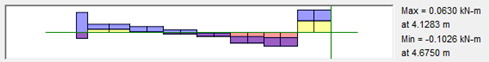 Max = 0.0630 kN-m
at 4.1283 m
Min = -0.1026 kN-m
at 4.6750 m